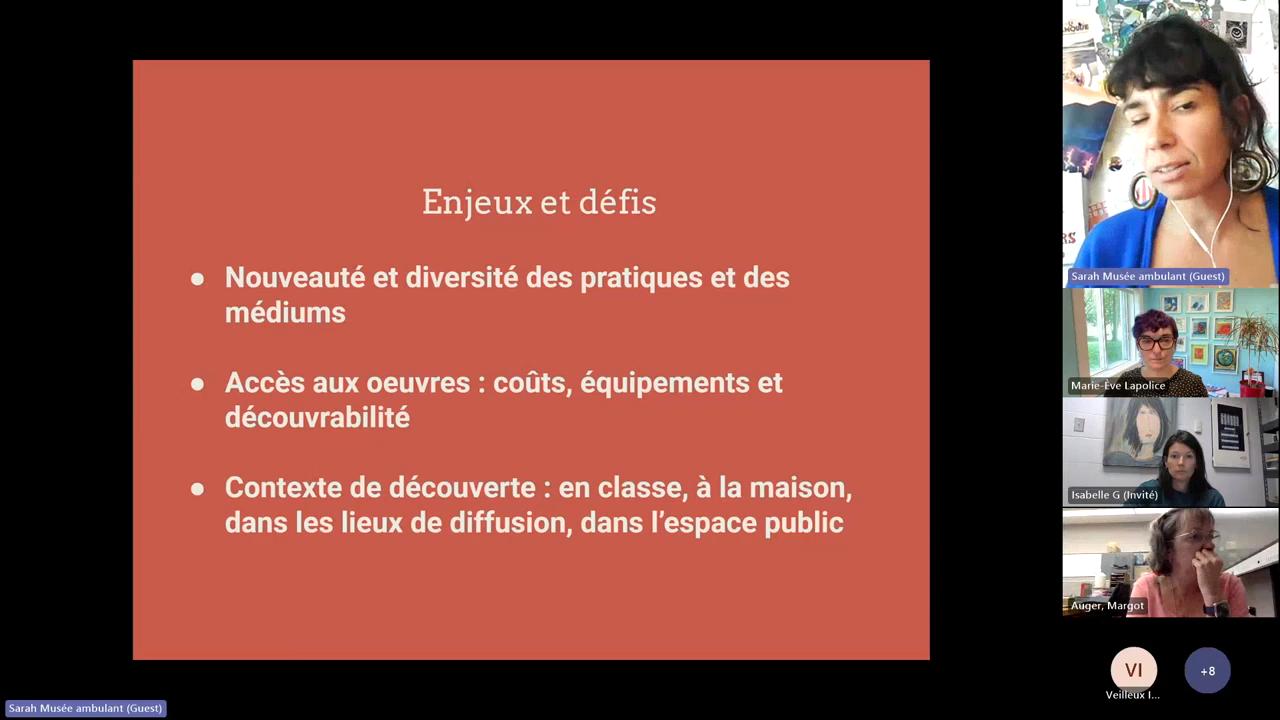 Enjeux et défis
● Nouveauté et diversité des pratiques et des
médiums
● Accès aux oeuvres : coûts, équipements et
découvrabilité
● Contexte de découverte : en classe, à la maison,
dans les lieux de diffusion, dans l’espace public
Sarah Musée ambulant (Guest)
Marie-Ève Lapolice
Isabelle G (Invité)
Auger, Margot
VI
Veilleux I...
+8
Sarah Musée ambulant (Guest)